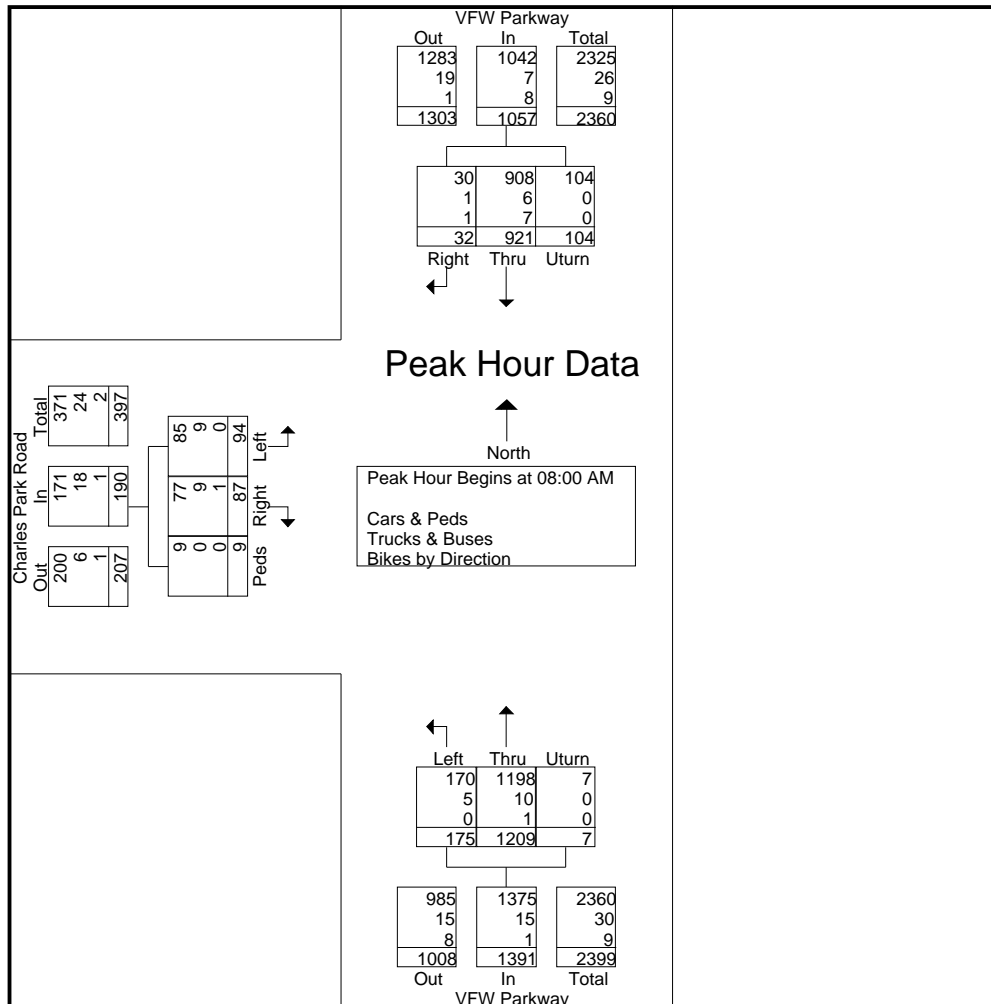 VFW Parkway
Out In Total
1283 1042 2325
19 7 26
1 8 9
1303 1057 2360
30 908 104
1 6 0
1 7 0
32 921 104
Right Thru Uturn
Peak Hour Data
North
Peak Hour Begins at 08:00 AM
Cars & Peds
Trucks & Buses
Bikes by Direction
Charles Park Road
Out In Total
200 171 371
6 18 24
1 1 2
207 190 397
9 77 85
0 9 9
0 1 0
9 87 94
Peds Right Left
Left Thru Uturn
170 1198 7
5 10 0
0 1 0
175 1209 7
985 1375 2360
15 15 30
8 1 9
1008 1391 2399
Out In Total
VFW Parkway